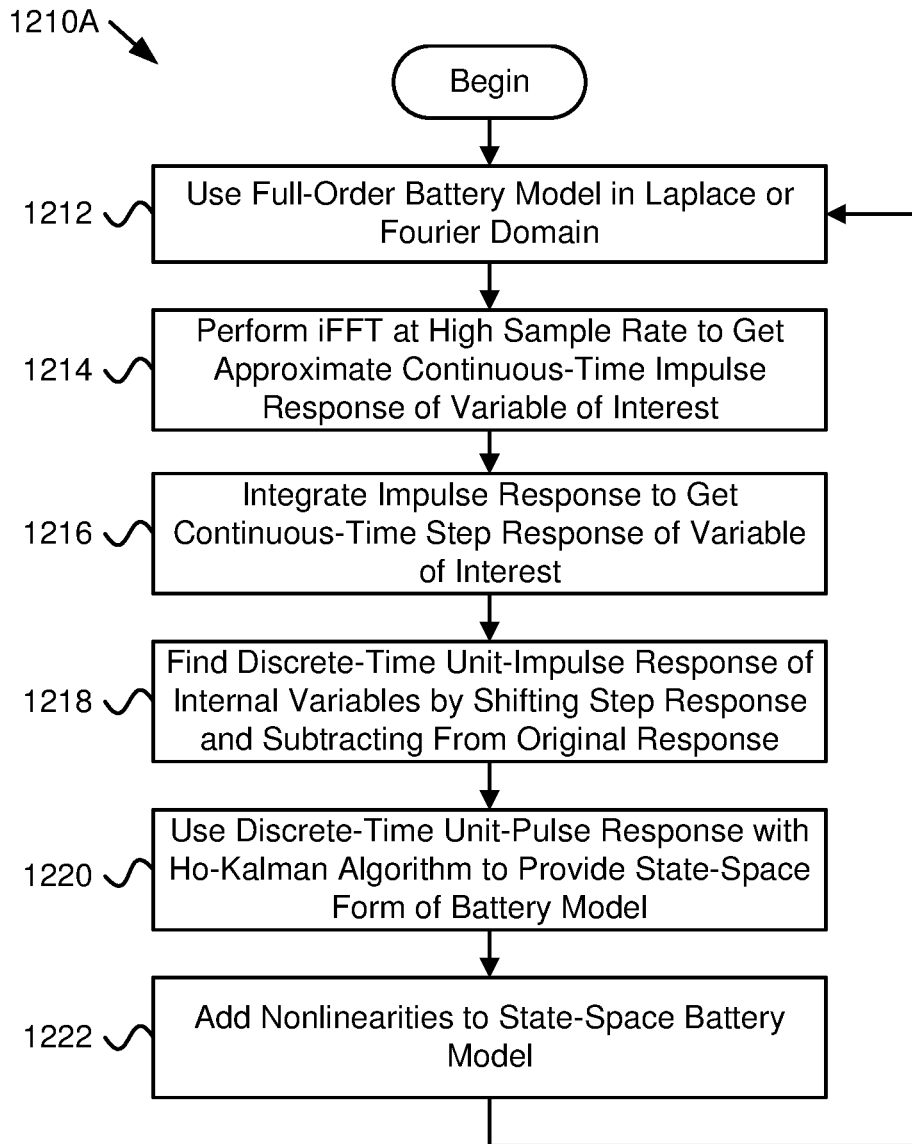 1210A
Begin
1212
Use Full-Order Battery Model in Laplace or
Fourier Domain
1214
Perform iFFT at High Sample Rate to Get
Approximate Continuous-Time Impulse
Response of Variable of Interest
1216
Integrate Impulse Response to Get
Continuous-Time Step Response of Variable
of Interest
1218
Find Discrete-Time Unit-Impulse Response of
Internal Variables by Shifting Step Response
and Subtracting From Original Response
1220
Use Discrete-Time Unit-Pulse Response with
Ho-Kalman Algorithm to Provide State-Space
Form of Battery Model
1222
Add Nonlinearities to State-Space Battery
Model